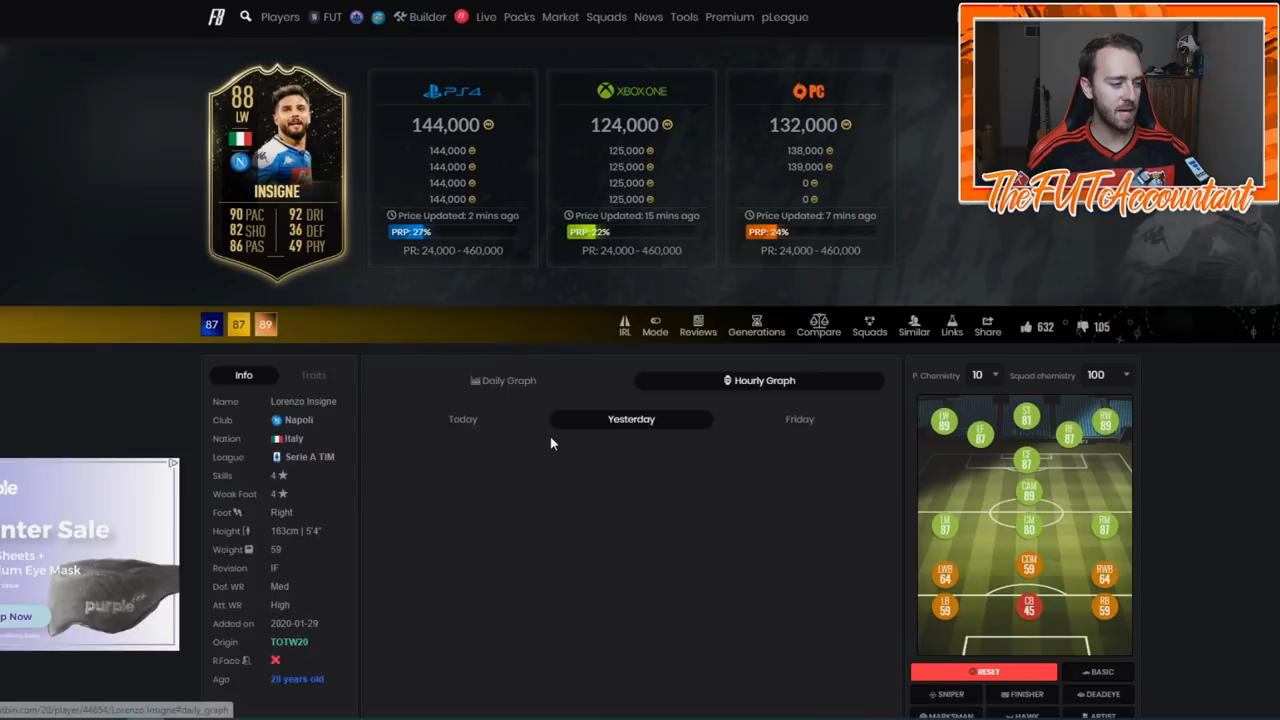 FB Players FUT Builder Live Packs Market Squads News Tools Premium pLeague
88
LW
INSIGNE
90 PAC 92 DRI
82 SHO 36 DEF
86 PAS 49 PHY
PS4
144,000
144,000
144,000
144,000
144,000
Price Updated: 2 mins ago
PRP: 27%
PR: 24,000 - 460,000
XBOX ONE
124,000
125,000
125,000
125,000
125,000
Price Updated: 15 mins ago
PRP: 22%
PR: 24,000 - 460,000
PC
132,000
138,000
139,000
0
0
Price Updated: 7 mins ago
PRP: 24%
PR: 24,000 - 460,000
TheFUTAccountant
87 87 89
IRL Mode Reviews Generations Compare Squads Similar Links Share 632 105
Info Traits
Name Lorenzo Insigne
Club Napoli
Nation Italy
League Serie A TIM
Skills 4
Weak Foot 4
Foot Right
Height 163cm | 5'4"
Weight 59
Revision IF
Def. WR Med
Att. WR High
Added on 2020-01-29
Origin TOTW20
R.Face
Age 28 years old
Daily Graph Hourly Graph
Today Yesterday Friday
P. Chemistry 10 Squad chemistry 100
LW 89
ST 81
RW 89
LF 87
RF 87
CF 87
CAM 89
LM 87
CM 80
RM 87
LWB 64
CDM 59
RWB 64
LB 59
CB 45
RB 59
RESET BASIC
SNIPER FINISHER DEADEYE
MARKSMAN HAWK ARTIST
ple
nter Sale
Sheets +
um Eye Mask
p Now
purple